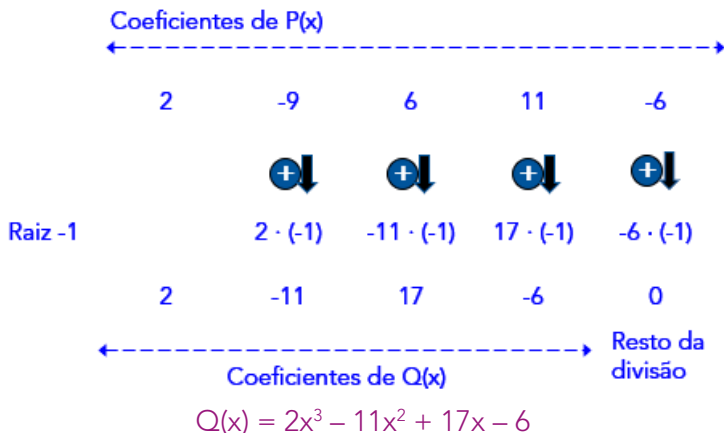 Coeficientes de P(x)
2 -9 6 11 -6
+ + + +
Raiz -1 2 · (-1) -11 · (-1) 17 · (-1) -6 · (-1)
2 -11 17 -6 0
Coeficientes de Q(x)
Resto da
divisão
Q(x) = 2x³ – 11x² + 17x – 6